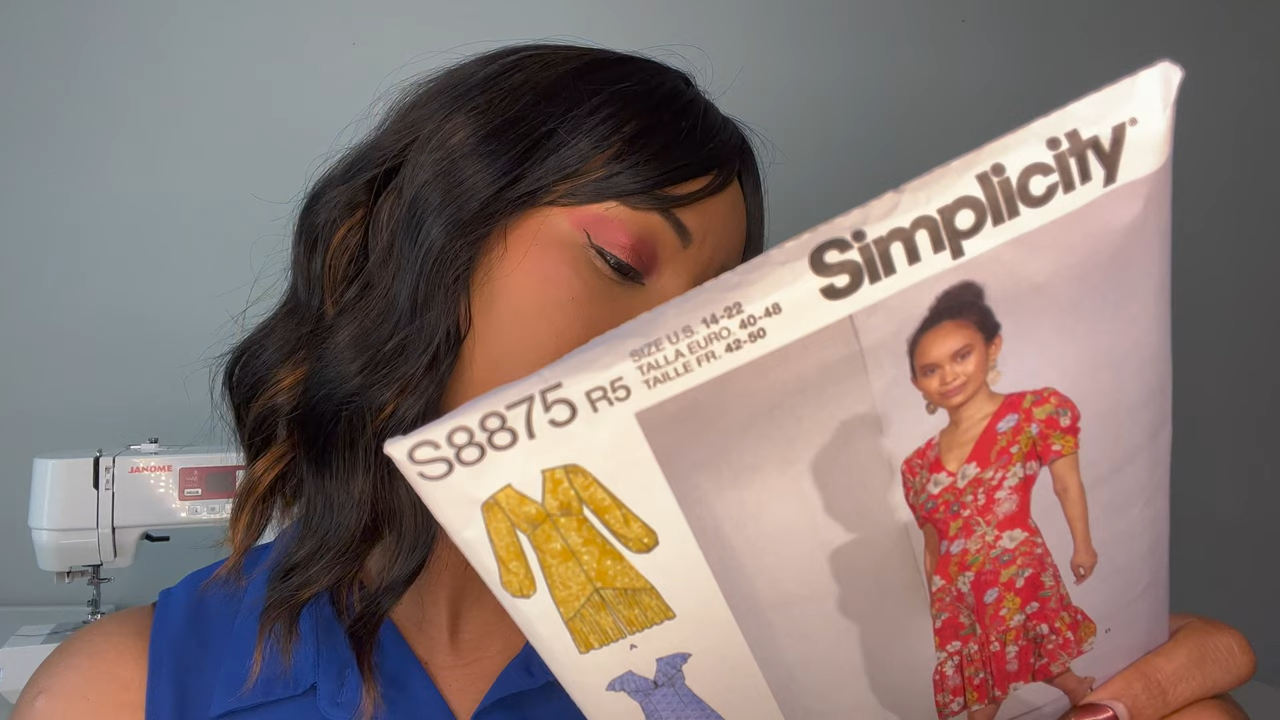 Simplicity®
S8875 R5
SIZE U.S. 14-22
TALLA EURO. 40-48
TAILLE FR. 42-50
A
JANOME